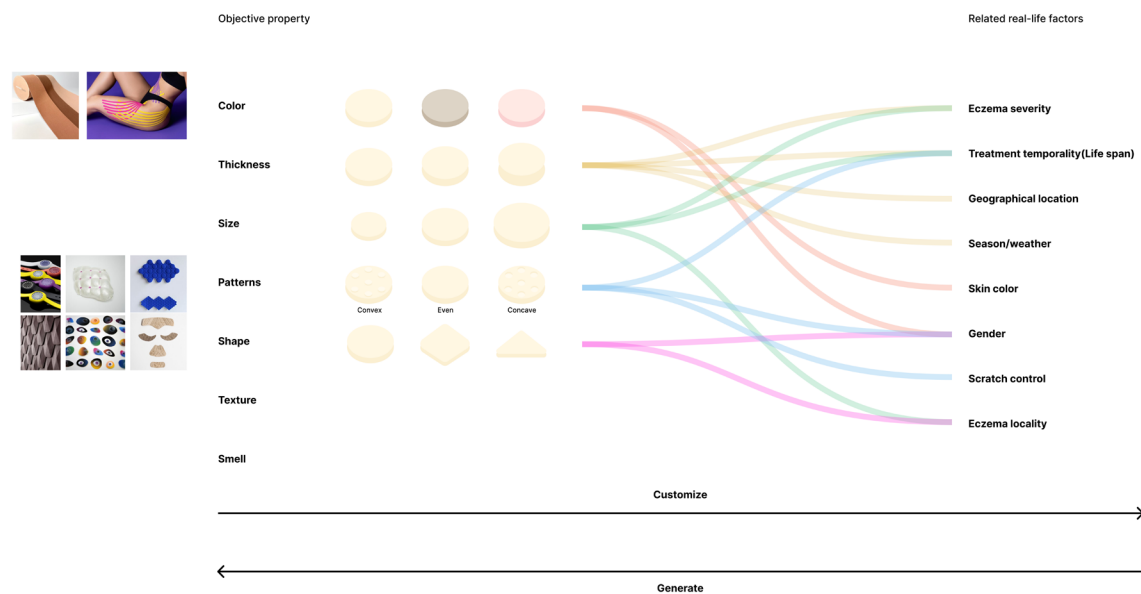 Objective property
Related real-life factors
Color
Thickness
Size
Patterns
Convex
Even
Concave
Shape
Texture
Smell
Eczema severity
Treatment temporality(Life span)
Geographical location
Season/weather
Skin color
Gender
Scratch control
Eczema locality
Customize
Generate